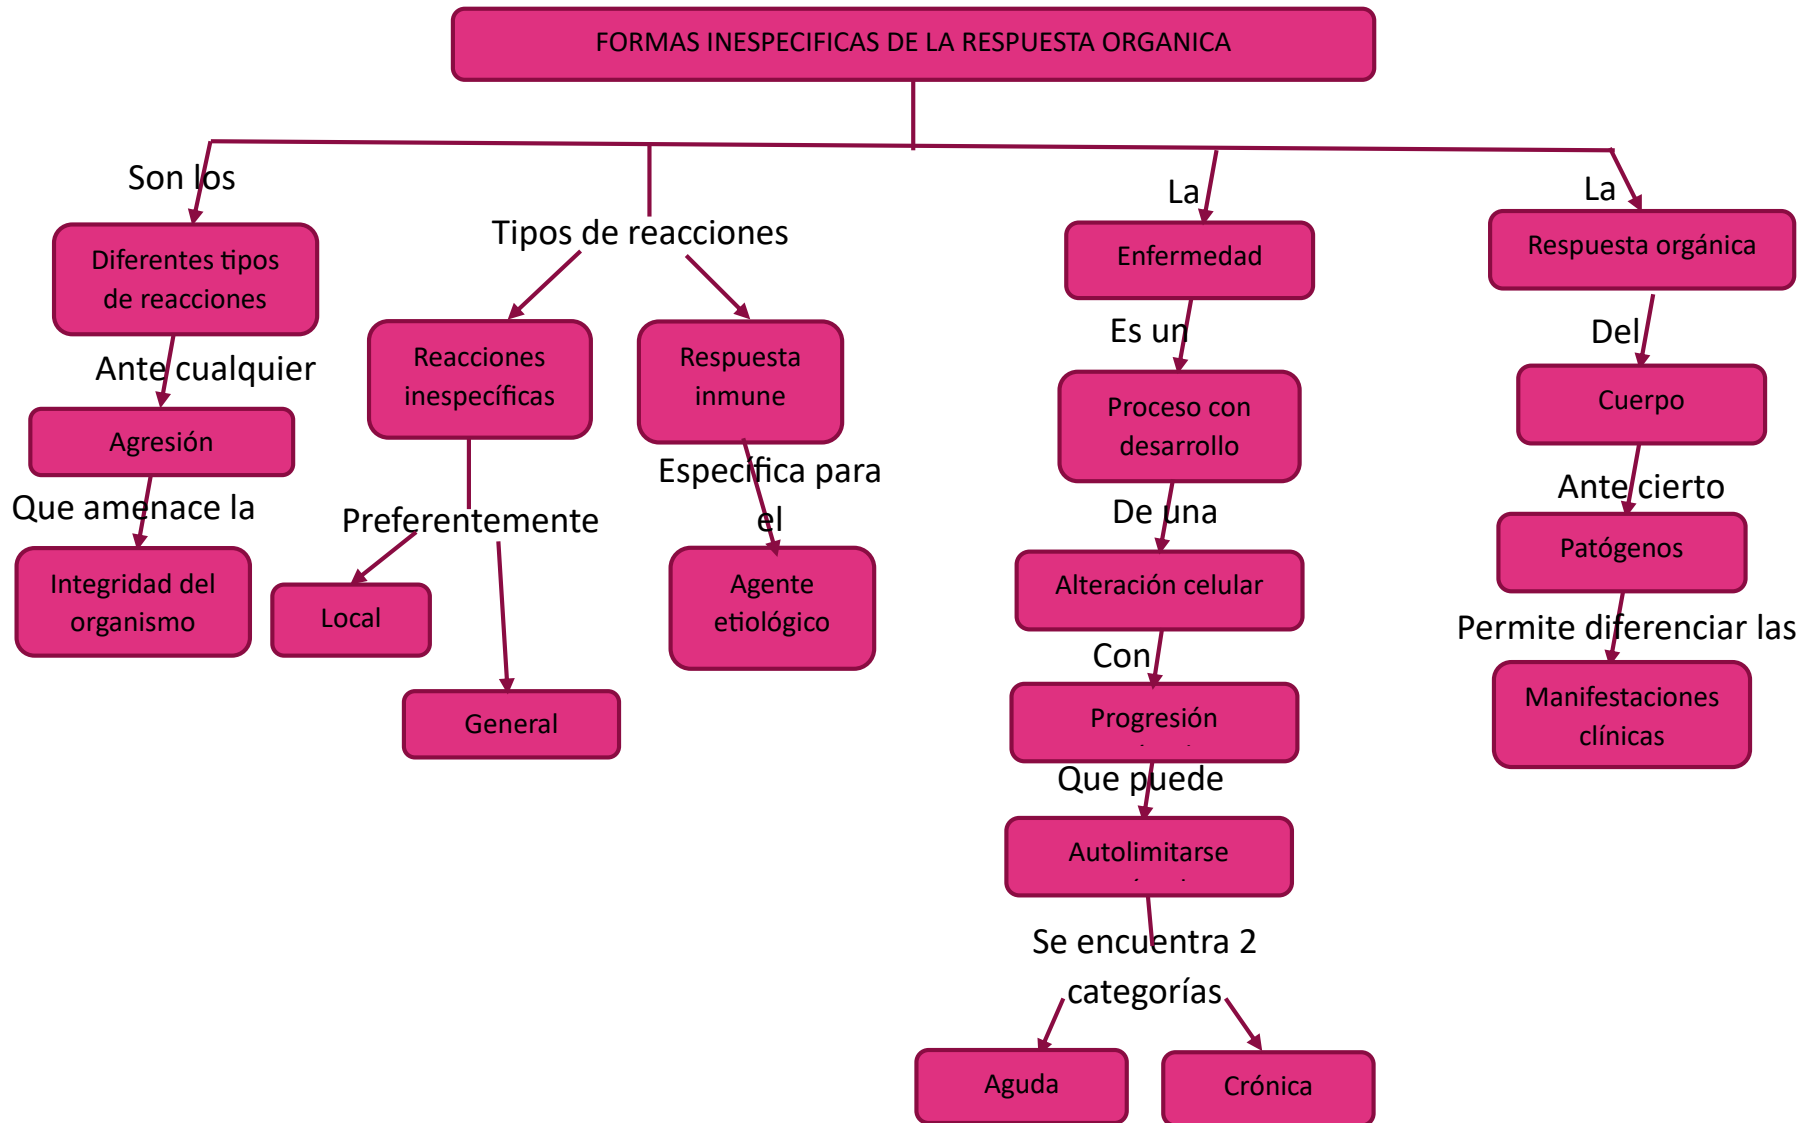 FORMAS INESPECIFICAS DE LA RESPUESTA ORGANICA
Son los
Diferentes tipos
de reacciones
Ante cualquier
Agresión
Que amenace la
Integridad del
organismo
Tipos de reacciones
Reacciones
inespecíficas
Preferentemente
Local
General
Respuesta
inmune
Específica para
el
Agente
etiológico
La
Enfermedad
Es un
Proceso con
desarrollo
De una
Alteración celular
Con
Progresión
Que puede
Autolimitarse
Se encuentra 2
categorías
Aguda
Crónica
La
Respuesta orgánica
Del
Cuerpo
Ante cierto
Patógenos
Permite diferenciar las
Manifestaciones
clínicas